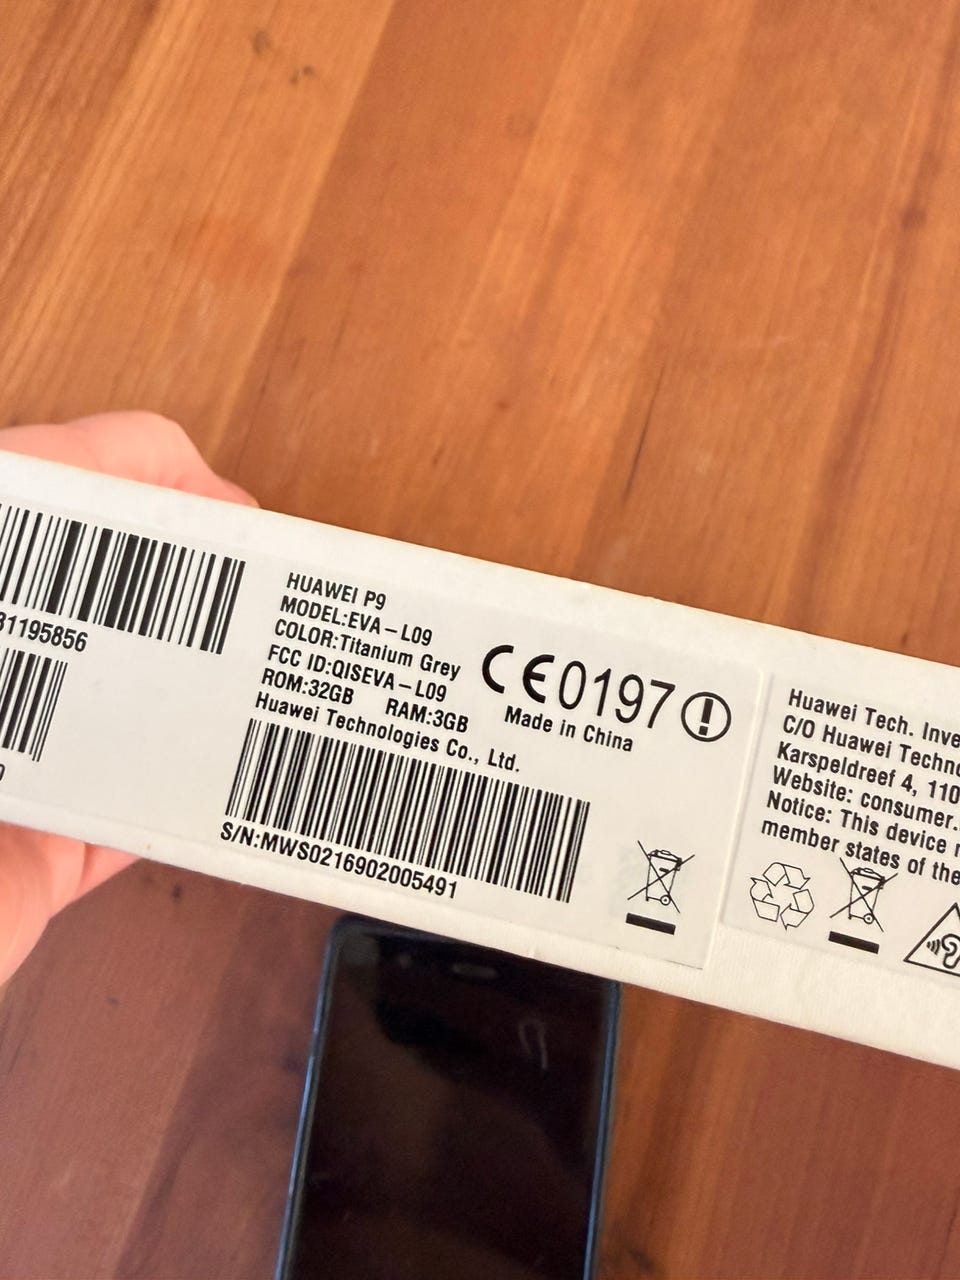 31195856
HUAWEI P9
MODEL:EVA-L09
COLOR:Titanium Grey
FCC ID:QISEVA-L09
ROM:32GB RAM:3GB
Huawei Technologies Co., Ltd.
S/N:MWS0216902005491
CE0197
Made in China
Huawei Tech.
C/O Huawei
Karspeldreef 4,
Website: consumer.
Notice: This device
member states of the